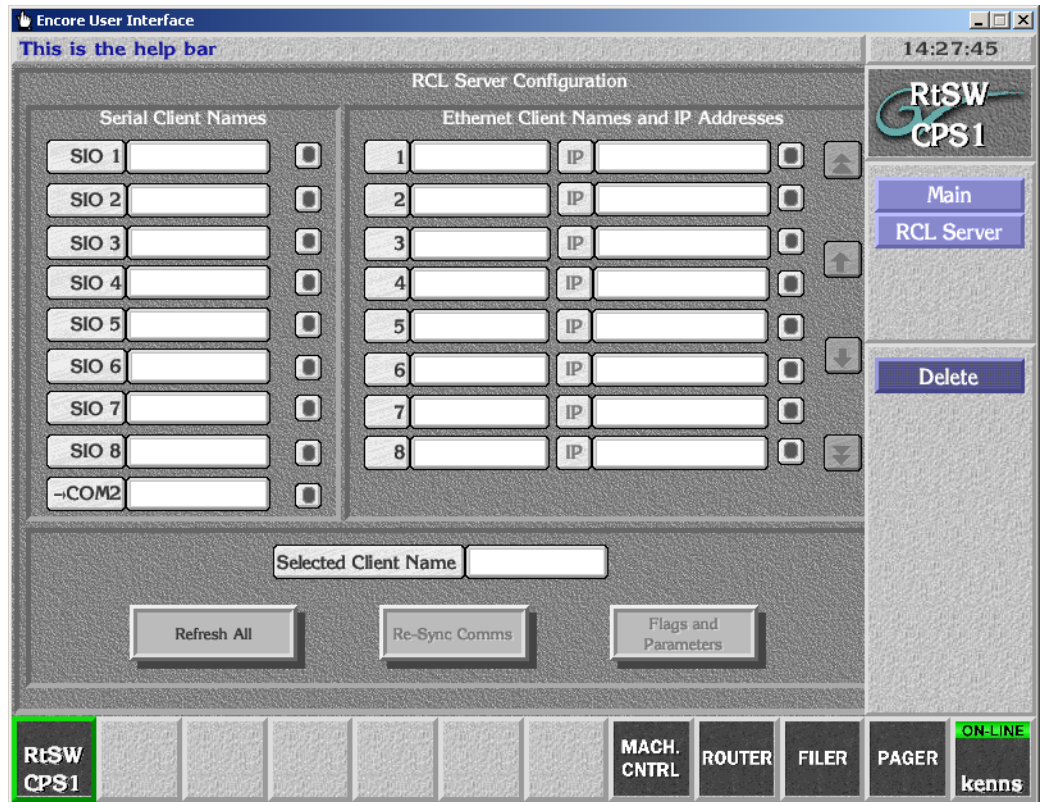 Encore User Interface
This is the help bar
14:27:45
RCL Server Configuration
RtSW
CPS1
Serial Client Names
Ethernet Client Names and IP Addresses
SIO 1
1 IP
SIO 2
2 IP
SIO 3
3 IP
SIO 4
4 IP
SIO 5
5 IP
SIO 6
6 IP
SIO 7
7 IP
SIO 8
8 IP
→COM2
Main
RCL Server
Delete
Selected Client Name
Refresh All
Re-Sync Comms
Flags and
Parameters
RtSW
CPS1
MACH.
CNTRL
ROUTER
FILER
PAGER
ON-LINE
kenns